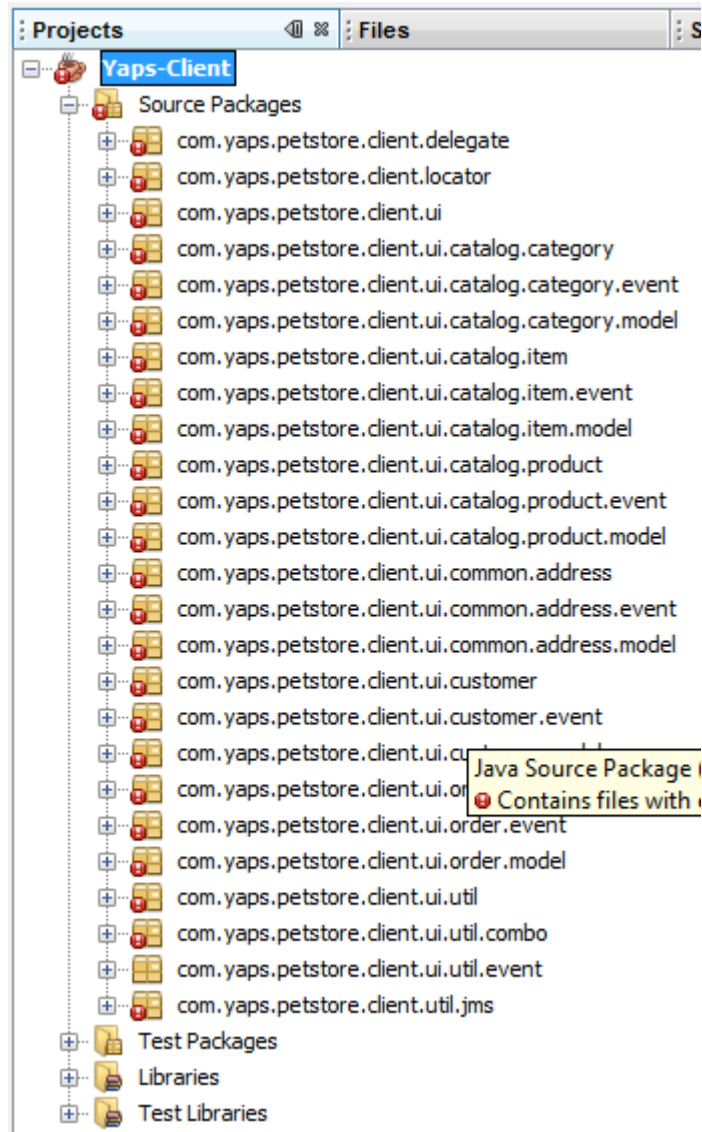 Projects Files S
Yaps-Client
Source Packages
com.yaps.petstore.client.delegate
com.yaps.petstore.client.locator
com.yaps.petstore.client.ui
com.yaps.petstore.client.ui.catalog.category
com.yaps.petstore.client.ui.catalog.category.event
com.yaps.petstore.client.ui.catalog.category.model
com.yaps.petstore.client.ui.catalog.item
com.yaps.petstore.client.ui.catalog.item.event
com.yaps.petstore.client.ui.catalog.item.model
com.yaps.petstore.client.ui.catalog.product
com.yaps.petstore.client.ui.catalog.product.event
com.yaps.petstore.client.ui.catalog.product.model
com.yaps.petstore.client.ui.common.address
com.yaps.petstore.client.ui.common.address.event
com.yaps.petstore.client.ui.common.address.model
com.yaps.petstore.client.ui.customer
com.yaps.petstore.client.ui.customer.event
com.yaps.petstore.client.ui.cu
Java Source Package (
com.yaps.petstore.client.ui.or
Contains files with
com.yaps.petstore.client.ui.order.event
com.yaps.petstore.client.ui.order.model
com.yaps.petstore.client.ui.util
com.yaps.petstore.client.ui.util.combo
com.yaps.petstore.client.ui.util.event
com.yaps.petstore.client.util.jms
Test Packages
Libraries
Test Libraries